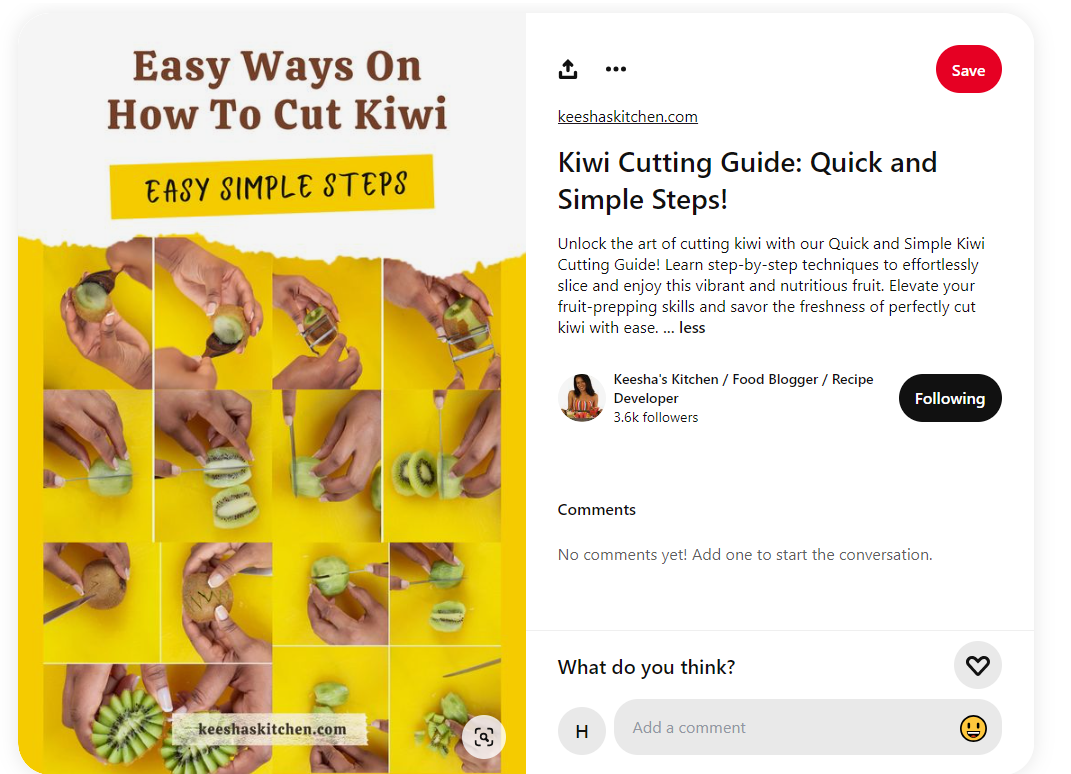 Easy Ways On
How To Cut Kiwi
EASY SIMPLE STEPS
keeshaskitchen.com
Save
keeshaskitchen.com
Kiwi Cutting Guide: Quick and
Simple Steps!
Unlock the art of cutting kiwi with our Quick and Simple Kiwi
Cutting Guide! Learn step-by-step techniques to effortlessly
slice and enjoy this vibrant and nutritious fruit. Elevate your
fruit-prepping skills and savor the freshness of perfectly cut
kiwi with ease. ... less
Keesha's Kitchen / Food Blogger / Recipe
Developer
3.6k followers
Following
Comments
No comments yet! Add one to start the conversation.
What do you think?
H
Add a comment